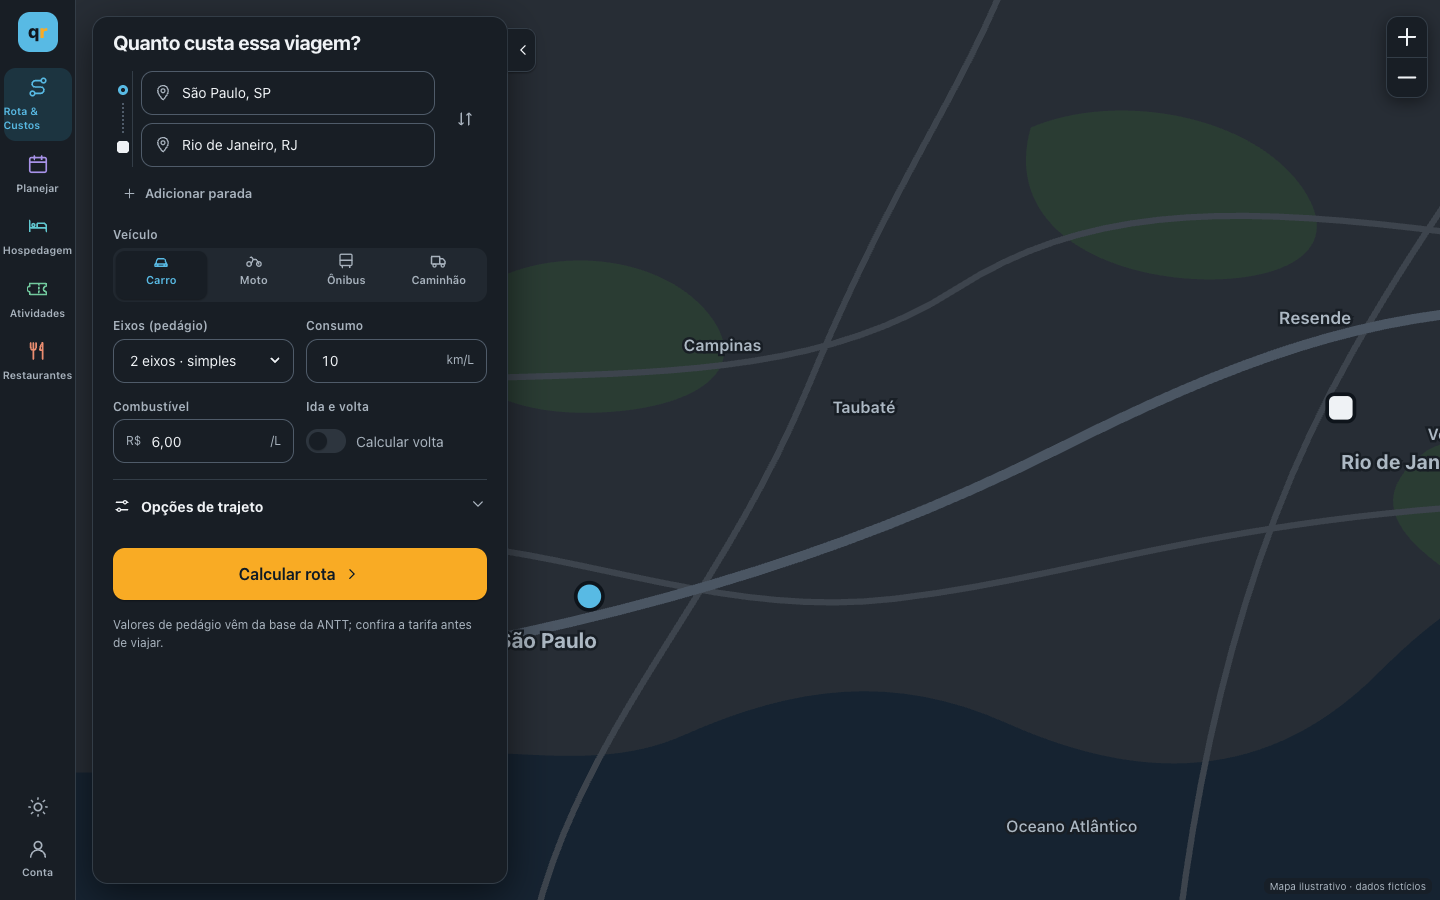 qr
Rota &
Custos
Planejar
Hospedagem
Atividades
Restaurantes
Conta
Quanto custa essa viagem?
São Paulo, SP
Rio de Janeiro, RJ
Adicionar parada
Veículo
Carro
Moto
Ônibus
Caminhão
Eixos (pedágio)
Consumo
2 eixos · simples
10
km/L
Combustível
Ida e volta
R$ 6,00 /L
Calcular volta
Opções de trajeto
Calcular rota
Valores de pedágio vêm da base da ANTT; confira a tarifa antes
de viajar.
Campinas
Taubaté
Resende
Rio de Jan
São Paulo
Oceano Atlântico
Mapa ilustrativo · dados fictícios